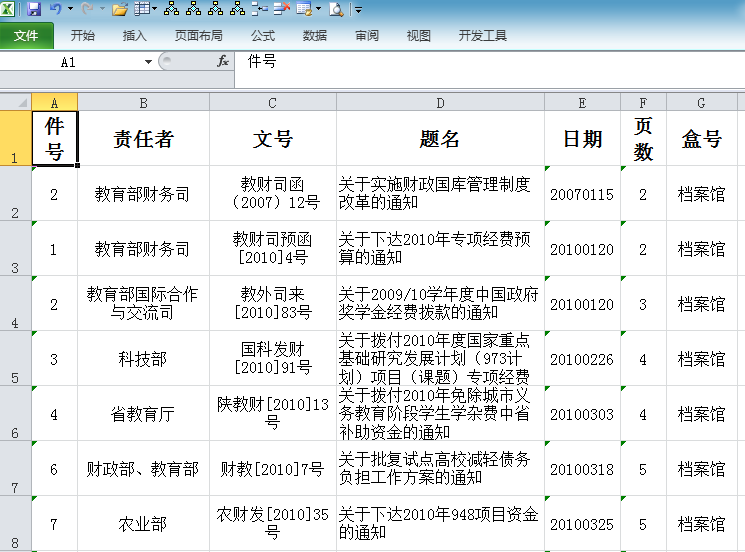 文件 开始 插入 页面布局 公式 数据 审阅 视图 开发工具
A1 fx 件号
A B C D E F G
件
号
责任者
文号
题名
日期
页
数
盒号
1
2
教育部财务司
教财司函
(2007) 12号
关于实施财政国库管理制度
改革的通知
20070115
2
档案馆
2
1
教育部财务司
教财司预函
[2010]4号
关于下达2010年专项经费预
算的通知
20100120
2
档案馆
3
2
教育部国际合作
与交流司
教外司来
[2010]83号
关于2009/10学年度中国政府
奖学金经费拨款的通知
20100120
3
档案馆
4
3
科技部
国科发财
[2010]91号
关于拨付2010年度国家重点
基础研究发展计划（973计
划）项目（课题）专项经费
20100226
4
档案馆
5
4
省教育厅
陕教财[2010]13
号
关于拨付2010年免除城市义
务教育阶段学生学杂费中省
补助资金的通知
20100303
4
档案馆
6
6
财政部、教育部
财教[2010]7号
关于批复试点高校减轻债务
负担工作方案的通知
20100318
5
档案馆
7
7
农业部
农财发[2010]35
号
关于下达2010年948项目资金
的通知
20100325
5
档案馆
8